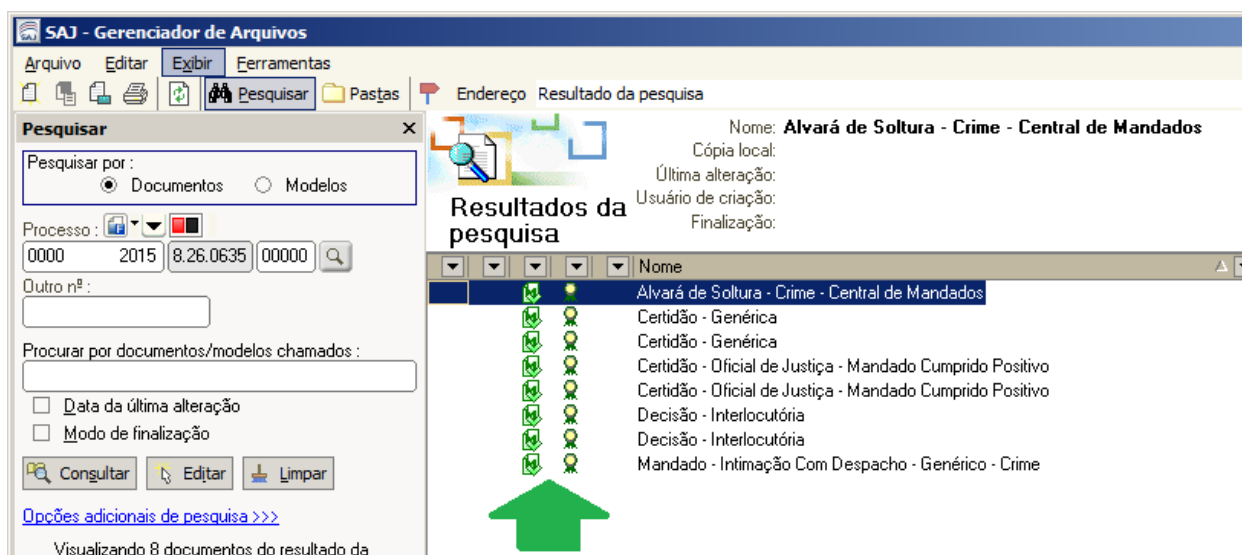 SAJ - Gerenciador de Arquivos
Arquivo Editar Exibir Ferramentas
Pesquisar Pastas Endereço Resultado da pesquisa
Pesquisar
Pesquisar por :
Documentos Modelos
Processo :
0000 2015 8.26.0635 00000
Outro nº :
Procurar por documentos/modelos chamados :
Data da última alteração
Modo de finalização
Consultar Editar Limpar
Opções adicionais de pesquisa >>>
Visualizando 8 documentos do resultado da
Resultados da
pesquisa
Nome: Alvará de Soltura - Crime - Central de Mandados
Cópia local:
Última alteração:
Usuário de criação:
Finalização:
Nome
Alvará de Soltura - Crime - Central de Mandados
Certidão - Genérica
Certidão - Genérica
Certidão - Oficial de Justiça - Mandado Cumprido Positivo
Certidão - Oficial de Justiça - Mandado Cumprido Positivo
Decisão - Interlocutória
Decisão - Interlocutória
Mandado - Intimação Com Despacho - Genérico - Crime